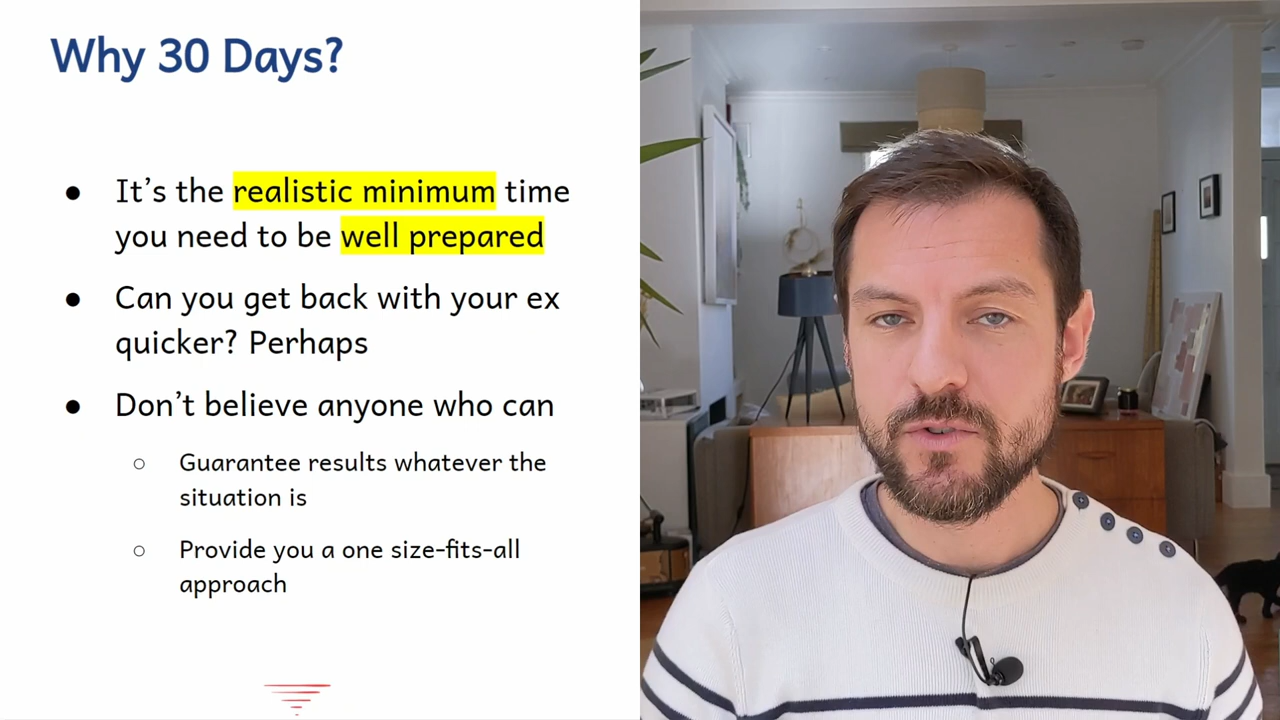 Why 30 Days?
● It's the realistic minimum time
you need to be well prepared
● Can you get back with your ex
quicker? Perhaps
● Don't believe anyone who can
○ Guarantee results whatever the
situation is
○ Provide you a one size-fits-all
approach